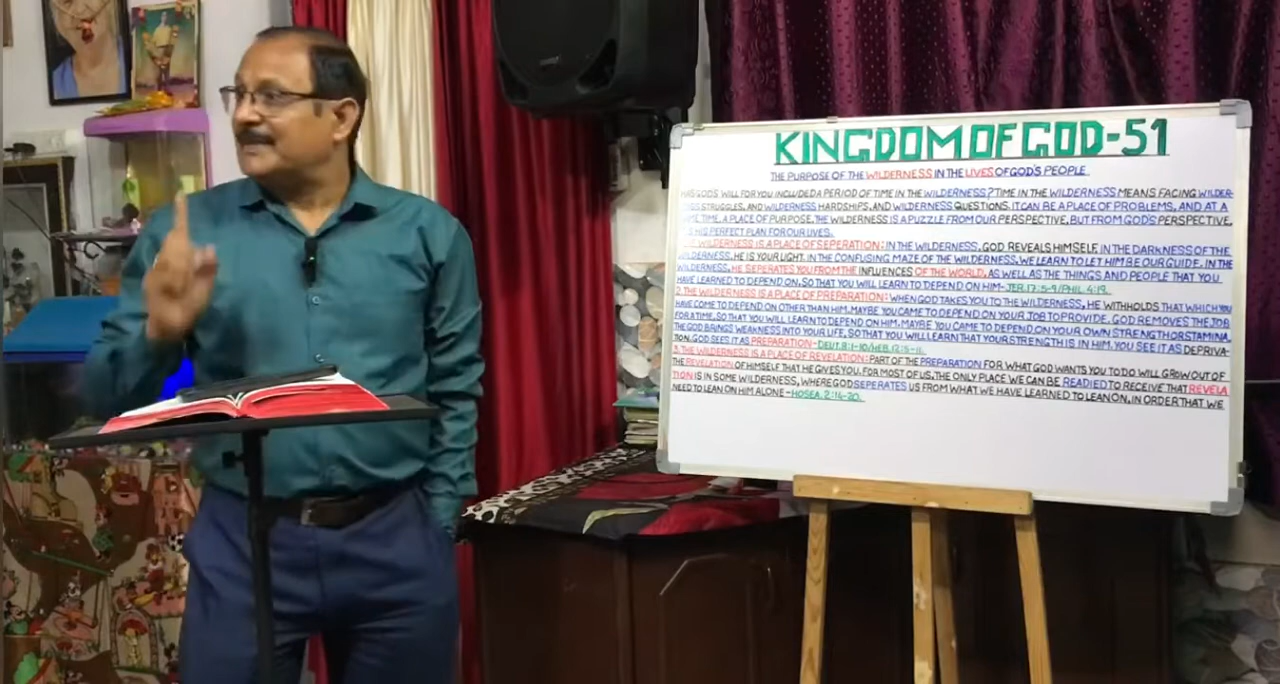 KINGDOM OF GOD-51
THE PURPOSE OF THE WILDERNESS IN THE LIVES OF GOD'S PEOPLE.
HAS GOD'S WILL FOR YOU INCLUDED A PERIOD OF TIME IN THE WILDERNESS? TIME IN THE WILDERNESS MEANS FACING WILDER-
STRUGGLES, AND WILDERNESS HARDSHIPS, AND WILDERNESS QUESTIONS. IT CAN BE A PLACE OF PROBLEMS, AND AT A
TIME, A PLACE OF PURPOSE. THE WILDERNESS IS A PUZZLE FROM OUR PERSPECTIVE, BUT FROM GOD'S PERSPECTIVE,
HIS PERFECT PLAN FOR OUR LIVES.
THE WILDERNESS IS A PLACE OF SEPERATION: IN THE WILDERNESS, GOD REVEALS HIMSELF IN THE DARKNESS OF THE
WILDERNESS. HE IS YOUR LIGHT. IN THE CONFUSING MAZE OF THE WILDERNESS, WE LEARN TO LET HIM BE OUR GUIDE. IN THE
WILDERNESS, HE SEPERATES YOU FROM THE INFLUENCES OF THE WORLD, AS WELL AS THE THINGS AND PEOPLE THAT YOU
HAVE LEARNED TO DEPEND ON, SO THAT YOU WILL LEARN TO DEPEND ON HIM- JER.17:5-9/PHIL.4:19.
2.THE WILDERNESS IS A PLACE OF PREPARATION: WHEN GOD TAKES YOU TO THE WILDERNESS, HE WITHHOLDS THAT WHICH YOU
HAVE COME TO DEPEND ON OTHER THAN HIM. MAYBE YOU CAME TO DEPEND ON YOUR JOB TO PROVIDE. GOD REMOVES THE JOB
FOR A TIME, SO THAT YOU WILL LEARN TO DEPEND ON HIM. MAYBE YOU CAME TO DEPEND ON YOUR OWN STRENGTH OR STAMINA.
THE GOD BRINGS WEAKNESS INTO YOUR LIFE, SO THAT YOU WILL LEARN THAT YOUR STRENGTH IS IN HIM. YOU SEE IT AS DEPRIVA-
TION. GOD SEES IT AS PREPARATION-DEUT.8:1-10/HEB.12:5-11.
3.THE WILDERNESS IS A PLACE OF REVELATION: PART OF THE PREPARATION FOR WHAT GOD WANTS YOU TO DO WILL GROW OUT OF
THE REVELATION OF HIMSELF THAT HE GIVES YOU. FOR MOST OF US, THE ONLY PLACE WE CAN BE READIED TO RECEIVE THAT REVELA
TION IS IN SOME WILDERNESS, WHERE GOD SEPERATES US FROM WHAT WE HAVE LEARNED TO LEAN ON, IN ORDER THAT WE
NEED TO LEAN ON HIM ALONE-HOSEA.2:14-20.